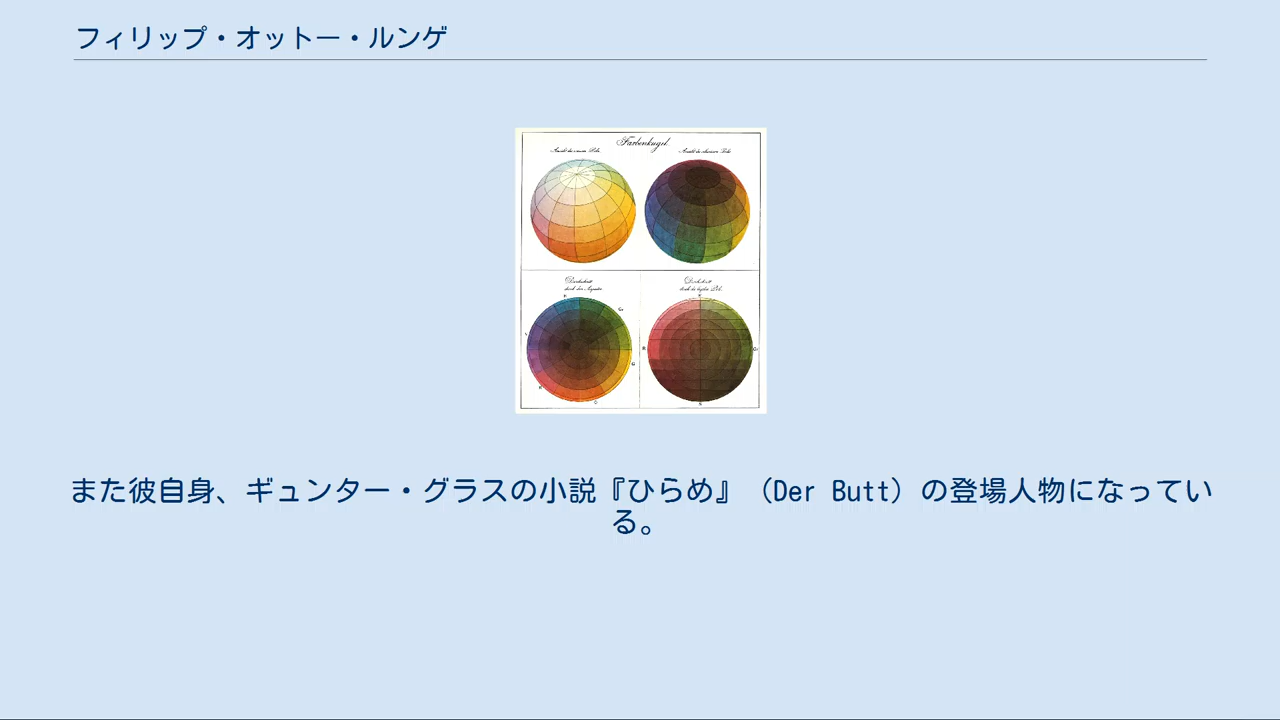 フィリップ・オットー・ルンゲ
Farbenkugel.
また彼自身、ギュンター・グラスの小説『ひらめ』（Der Butt）の登場人物になってい
る。